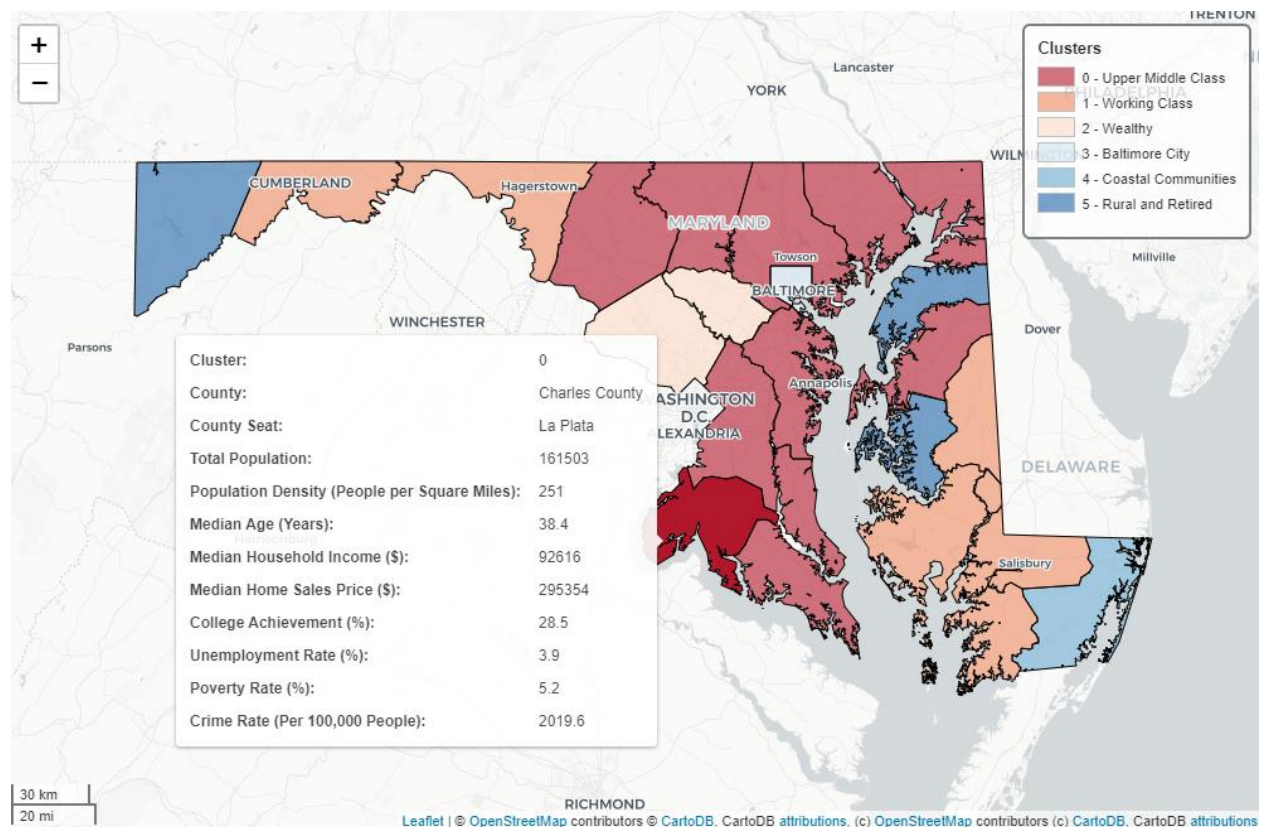 TRENTON
+
−
Lancaster
YORK
Clusters
0 - Upper Middle Class
PHILADELPHIA
1 - Working Class
2 - Wealthy
WILMINGTON
3 - Baltimore City
4 - Coastal Communities
5 - Rural and Retired
CUMBERLAND
Hagerstown
MARYLAND
Towson
Millville
BALTIMORE
WINCHESTER
Dover
Parsons
Cluster: 0
County: Charles County
County Seat: La Plata
Total Population: 161503
Population Density (People per Square Miles): 251
Median Age (Years): 38.4
Median Household Income ($): 92616
Median Home Sales Price ($): 295354
College Achievement (%): 28.5
Unemployment Rate (%): 3.9
Poverty Rate (%): 5.2
Crime Rate (Per 100,000 People): 2019.6
Harrisonburg
Annapolis
ASHINGTON
D.C.
LEXANDRIA
DELAWARE
Salisbury
30 km
20 mi
RICHMOND
Leaflet | © OpenStreetMap contributors © CartoDB, CartoDB attributions, (c) OpenStreetMap contributors (c) CartoDB, CartoDB attributions